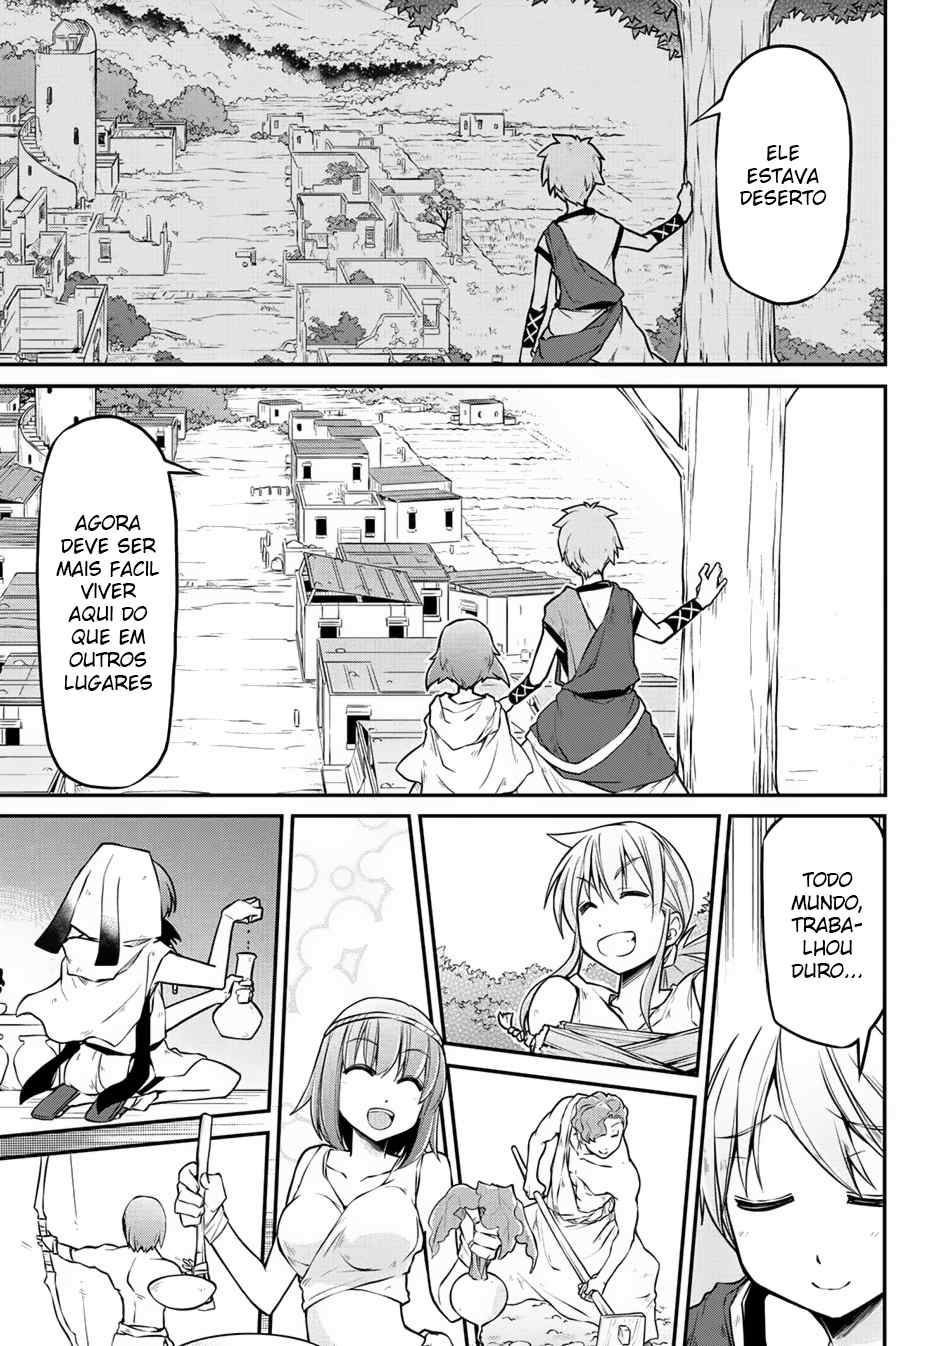 ELE
ESTAVA
DESERTO
AGORA
DEVE SER
MAIS FACIL
VIVER
AQUI DO
QUE EM
OUTROS
LUGARES
TODO
MUNDO,
TRABA-
LHOU
DURO...